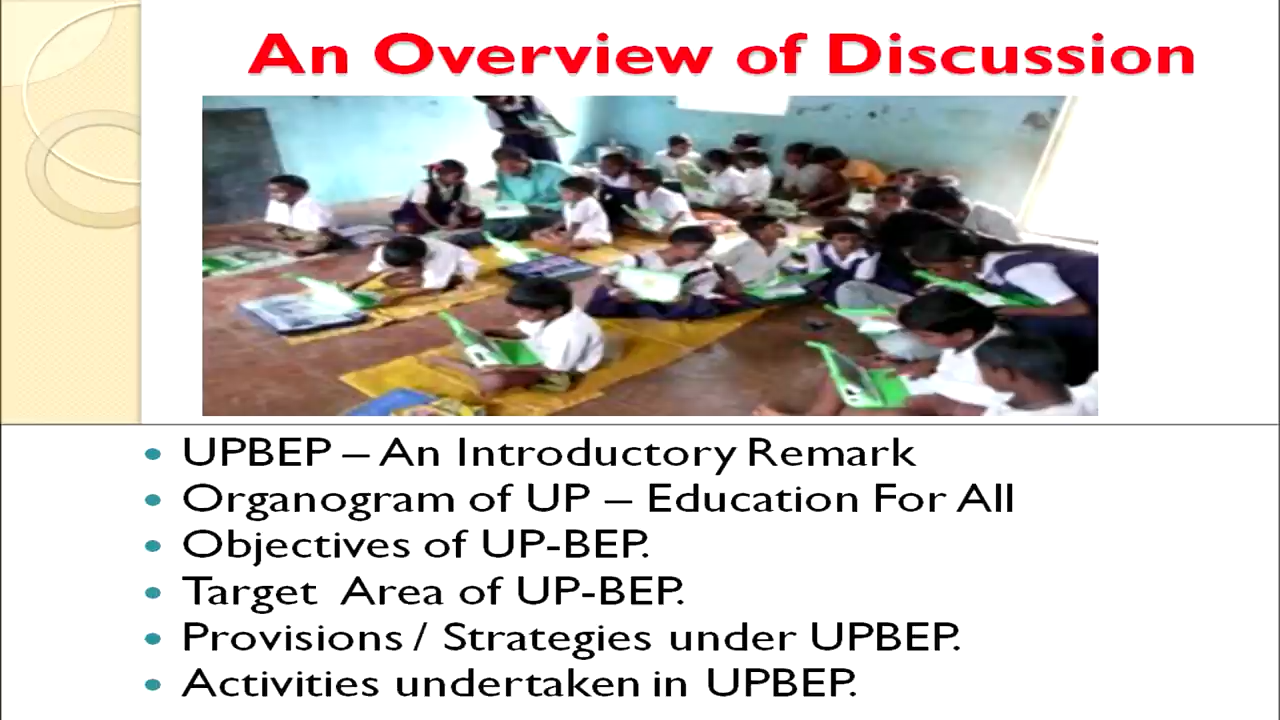 An Overview of Discussion
• UPBEP – An Introductory Remark
• Organogram of UP – Education For All
• Objectives of UP-BEP.
• Target Area of UP-BEP.
• Provisions / Strategies under UPBEP.
• Activities undertaken in UPBEP.